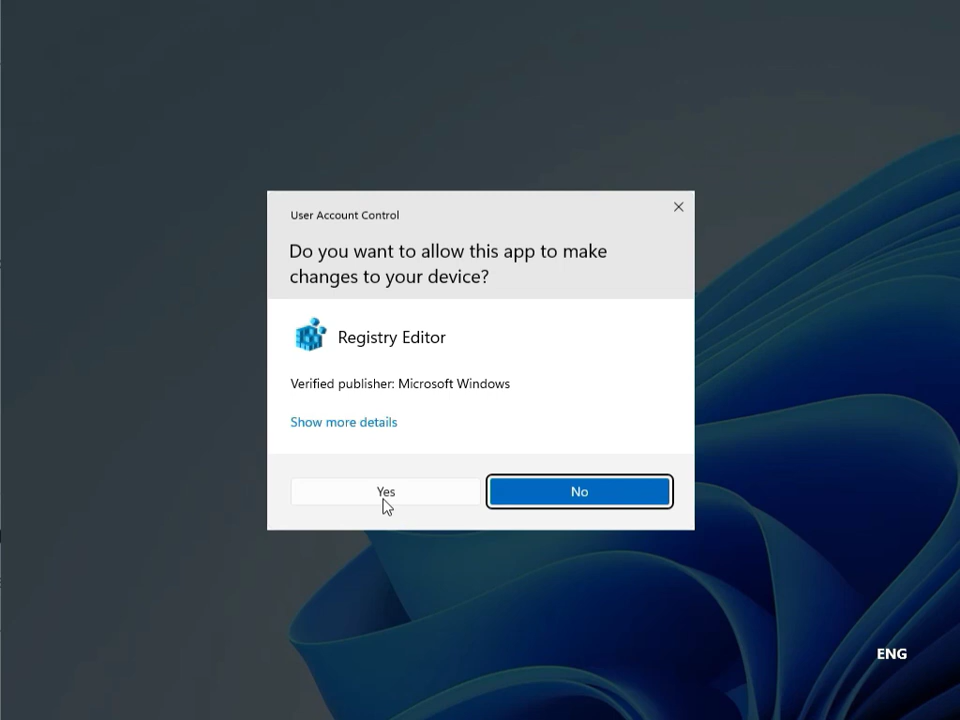 User Account Control
Do you want to allow this app to make
changes to your device?
Registry Editor
Verified publisher: Microsoft Windows
Show more details
Yes
No
ENG